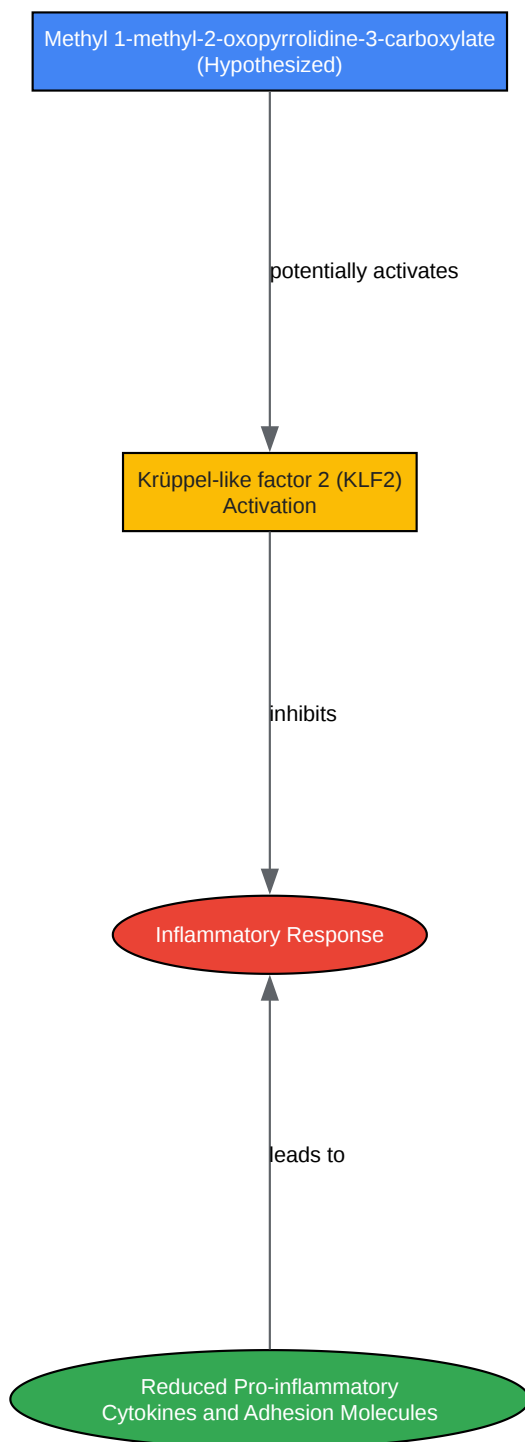 Methyl 1-methyl-2-oxopyrrolidine-3-carboxylate
(Hypothesized)
potentially activates
Krüppel-like factor 2 (KLF2)
Activation
inhibits
Inflammatory Response
leads to
Reduced Pro-inflammatory
Cytokines and Adhesion Molecules